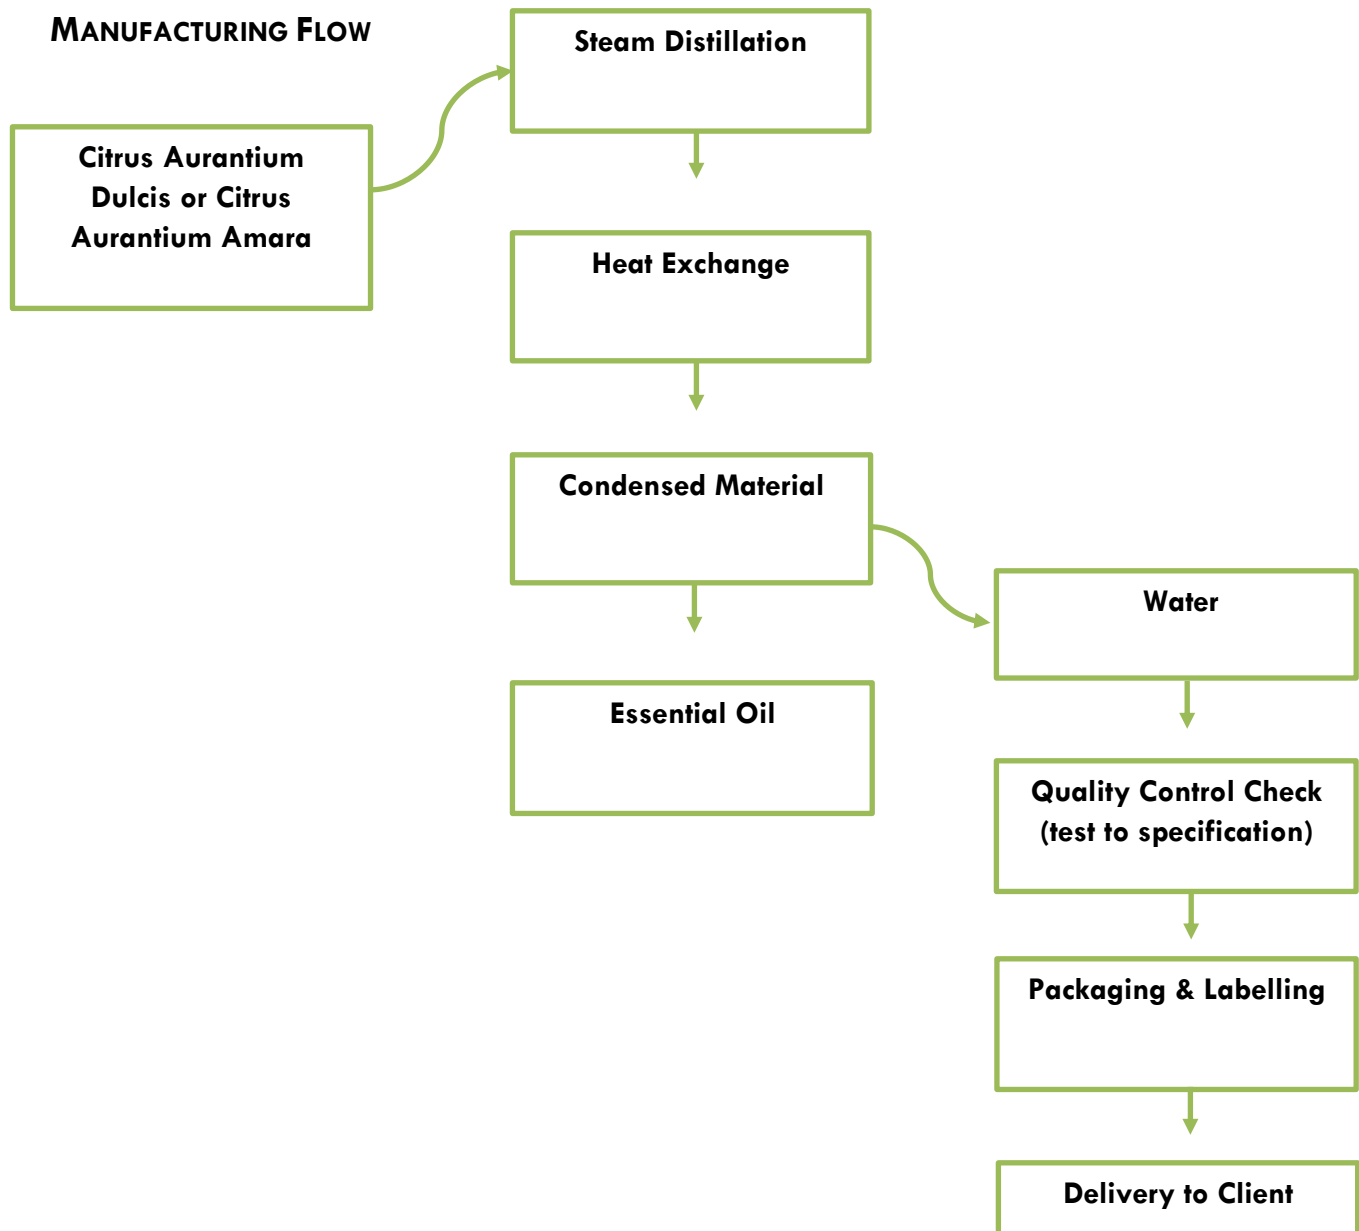 MANUFACTURING FLOW
Steam Distillation
Citrus Aurantium
Dulcis or Citrus
Aurantium Amara
Heat Exchange
Condensed Material
Water
Essential Oil
Quality Control Check
(test to specification)
Packaging & Labelling
Delivery to Client